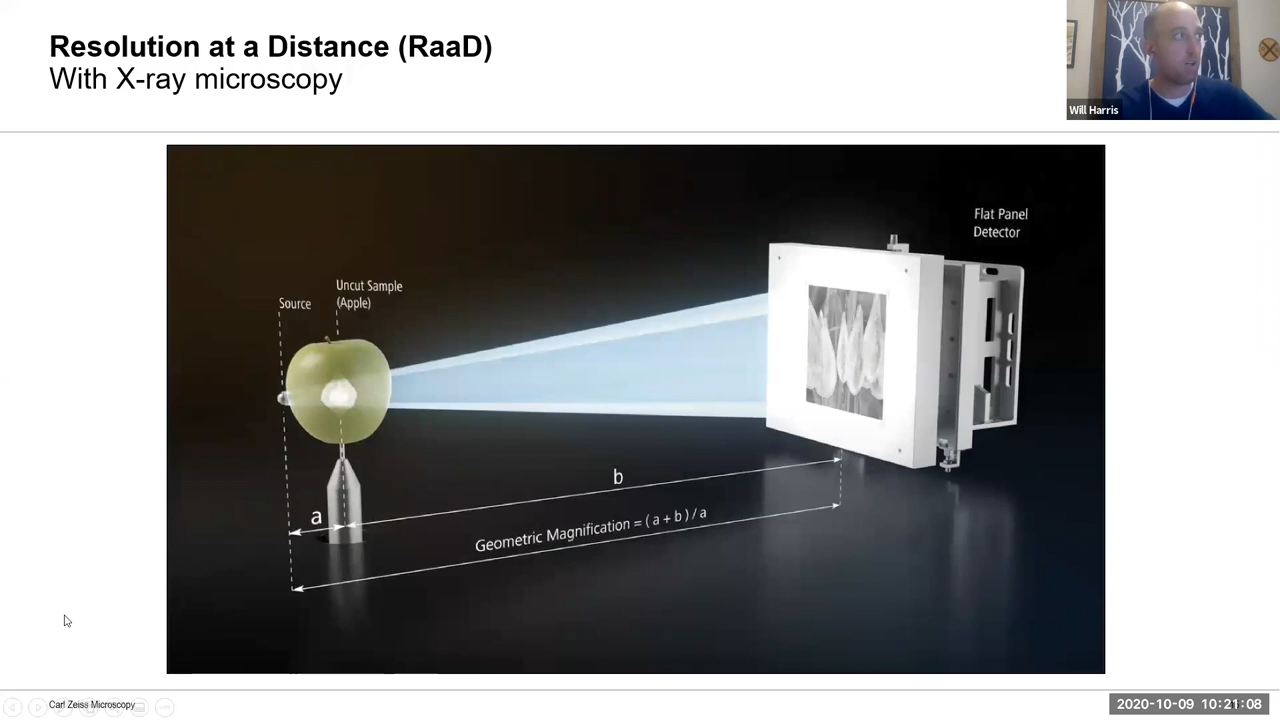 Resolution at a Distance (RaaD)
With X-ray microscopy
Will Harris
Flat Panel
Detector
Source
Uncut Sample
(Apple)
b
a
Geometric Magnification = ( a + b ) / a
Carl Zeiss Microscopy
2020-10-09 10:21:08